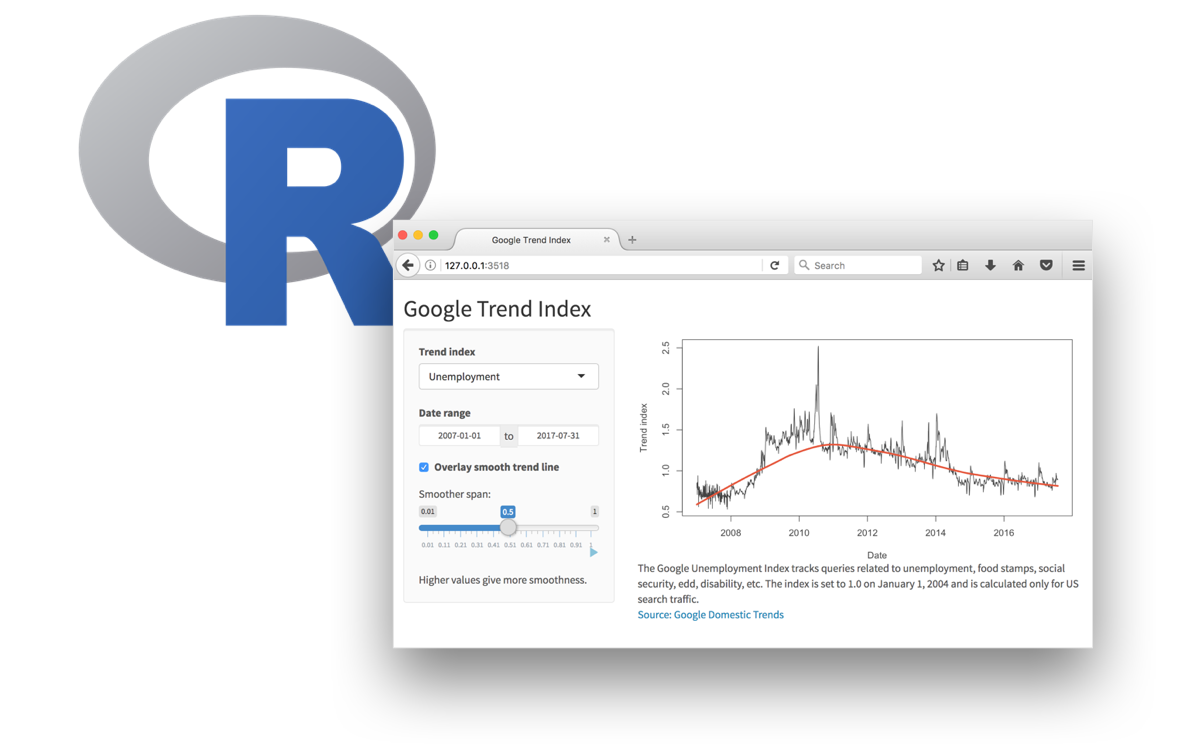 R
Google Trend Index
127.0.0.1:3518
Search
Google Trend Index
Trend index
Unemployment
Date range
2007-01-01 to 2017-07-31
Overlay smooth trend line
Smoother span:
0.01 0.5 1
0.01 0.11 0.21 0.31 0.41 0.51 0.61 0.71 0.81 0.91 1
Higher values give more smoothness.
Trend index
2.5
2.0
1.5
1.0
0.5
2008 2010 2012 2014 2016
Date
The Google Unemployment Index tracks queries related to unemployment, food stamps, social
security, edd, disability, etc. The index is set to 1.0 on January 1, 2004 and is calculated only for US
search traffic.
Source: Google Domestic Trends